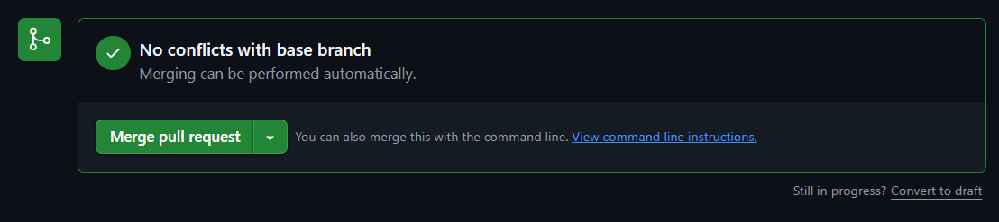 No conflicts with base branch
Merging can be performed automatically.
Merge pull request You can also merge this with the command line. View command line instructions.
Still in progress? Convert to draft